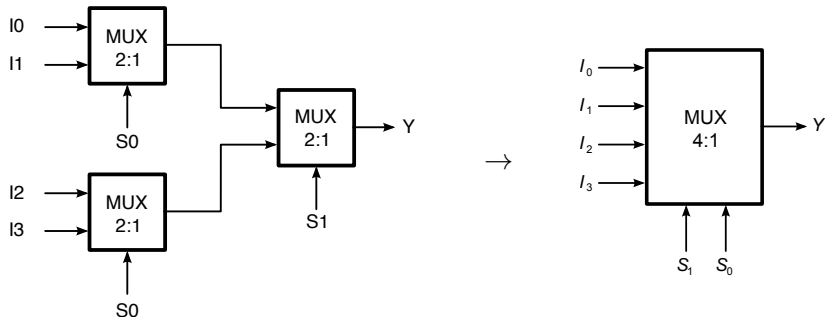 I0
I1
MUX
2:1
S0
I2
I3
MUX
2:1
S0
MUX
2:1
S1
Y
→
I₀
I₁
I₂
I₃
MUX
4:1
S₁ S₀
Y